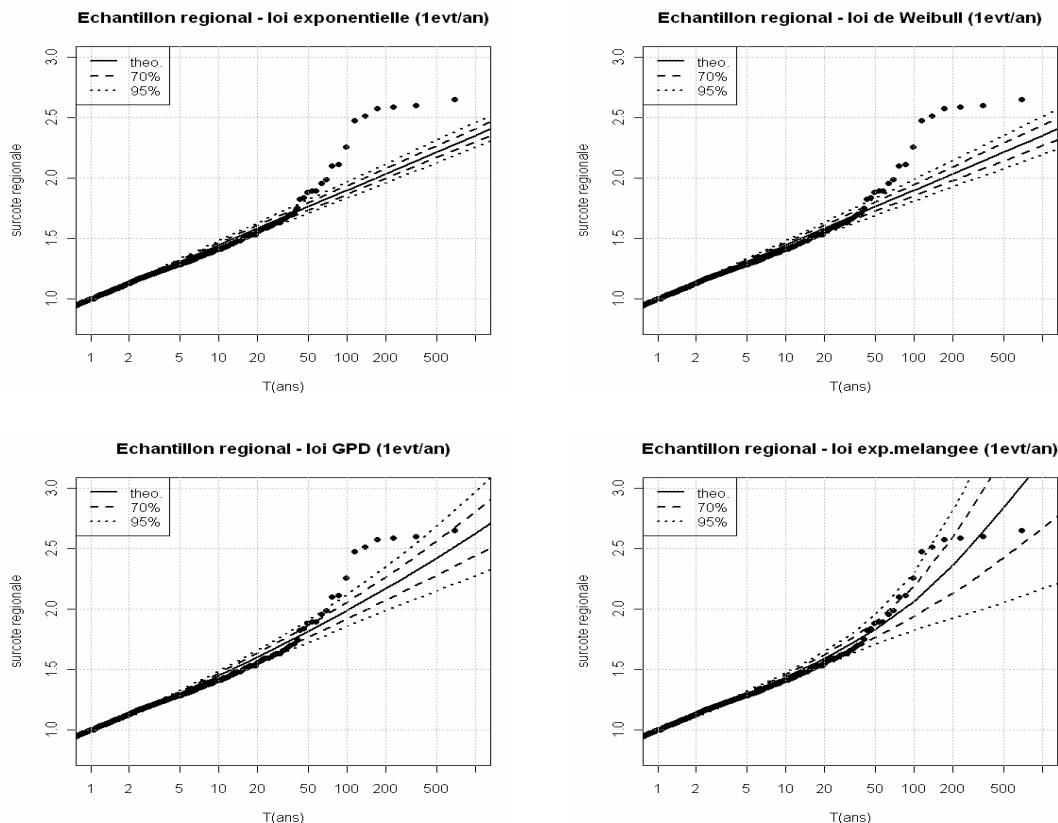 Echantillon regional - loi exponentielle (1evt/an)
surcote regionale
3.0
2.5
2.0
1.5
1.0
theo.
70%
95%
1 2 5 10 20 50 100 200 500
T(ans)
Echantillon regional - loi de Weibull (1evt/an)
surcote regionale
3.0
2.5
2.0
1.5
1.0
theo.
70%
95%
1 2 5 10 20 50 100 200 500
T(ans)
Echantillon regional - loi GPD (1evt/an)
surcote regionale
3.0
2.5
2.0
1.5
1.0
theo.
70%
95%
1 2 5 10 20 50 100 200 500
T(ans)
Echantillon regional - loi exp.melangee (1evt/an)
surcote regionale
3.0
2.5
2.0
1.5
1.0
theo.
70%
95%
1 2 5 10 20 50 100 200 500
T(ans)